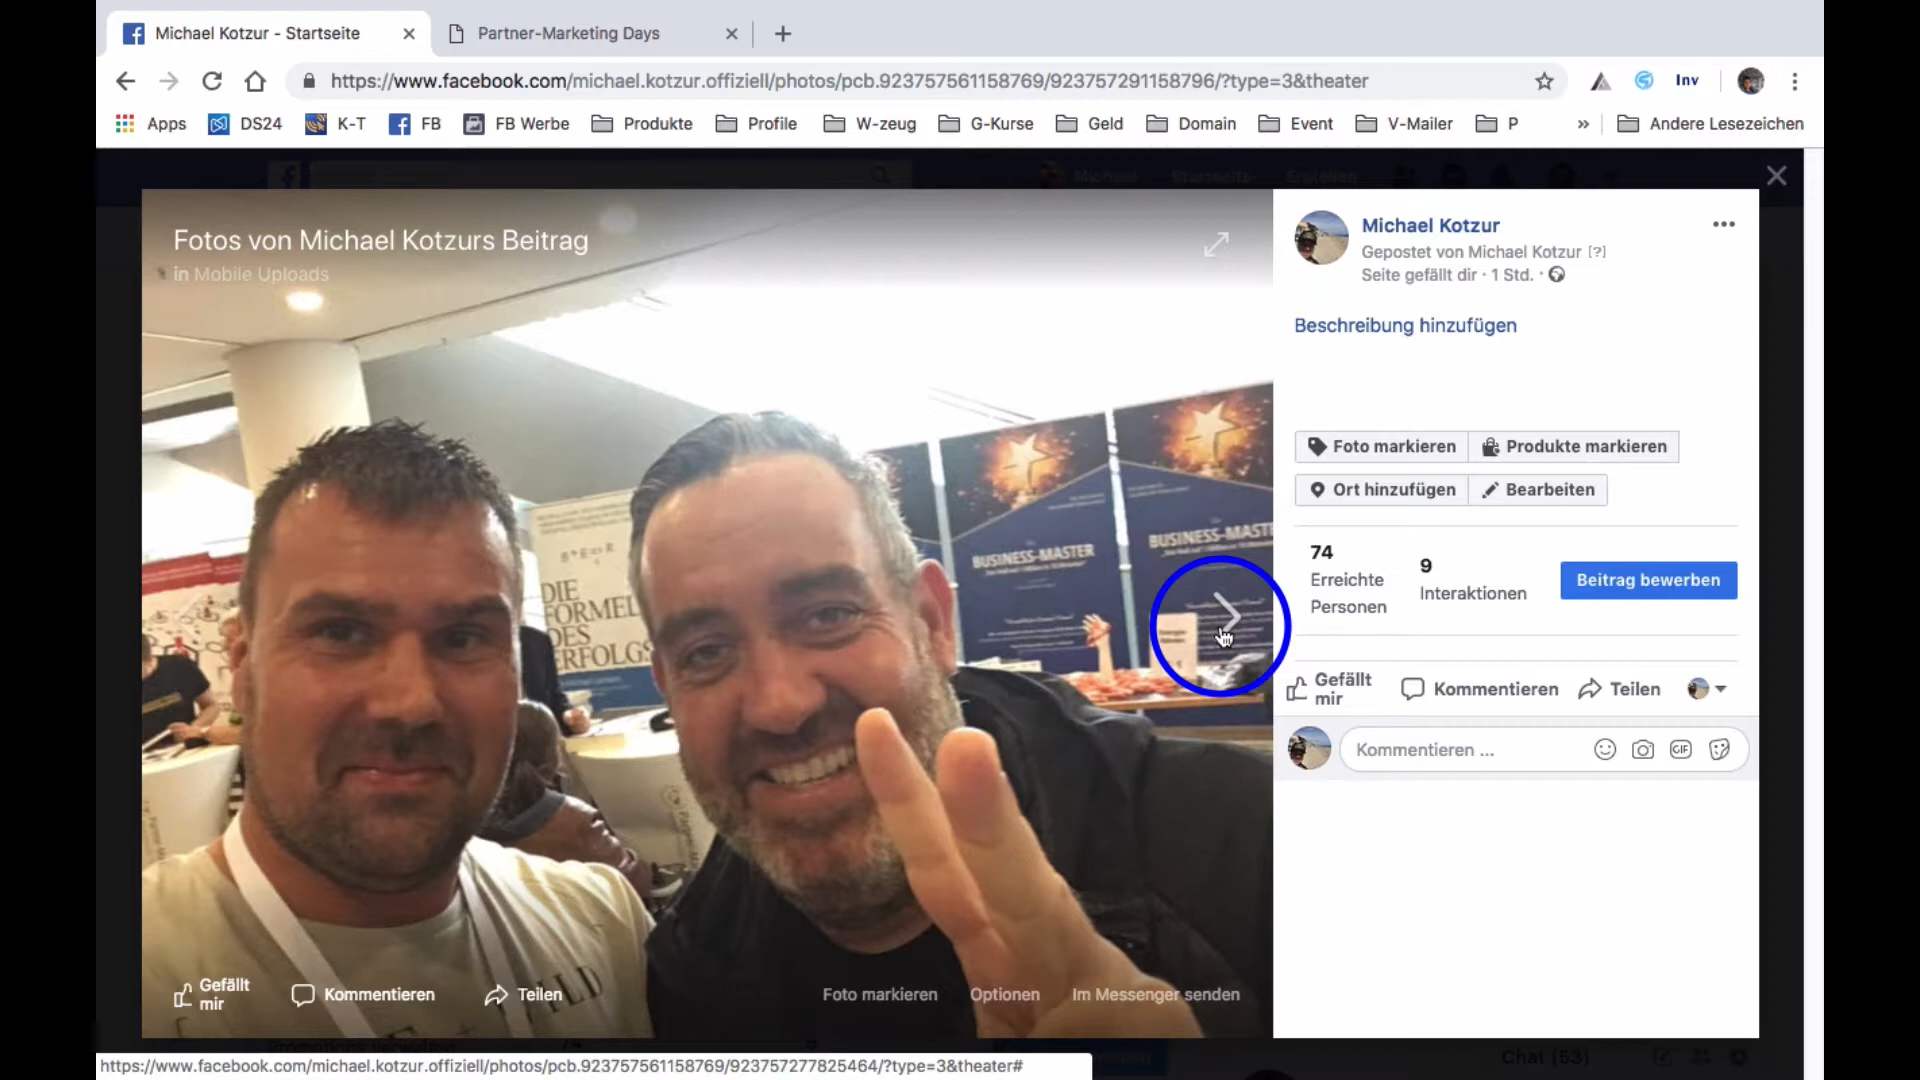 Michael Kotzur - Startseite
Partner-Marketing Days
https://www.facebook.com/michael.kotzur.offiziell/photos/pcb.923757561158769/923757291158796/?type=3&theater
Inv
Apps
DS24
K-T
FB
FB Werbe
Produkte
Profile
W-zeug
G-Kurse
Geld
Domain
Event
V-Mailer
P
»
Andere Lesezeichen
Michael
Startseite
Erstellen
Fotos von Michael Kotzurs Beitrag
in Mobile Uploads
BUSINESS-MASTER
BUSINESS-MAST
DIE
FORMEL
DES
ERFOLGS
Gefällt
mir
Kommentieren
Teilen
Foto markieren
Optionen
Im Messenger senden
Michael Kotzur
Gepostet von Michael Kotzur [?]
Seite gefällt dir · 1 Std. ·
Beschreibung hinzufügen
Foto markieren
Produkte markieren
Ort hinzufügen
Bearbeiten
74
Erreichte
Personen
9
Interaktionen
Beitrag bewerben
Gefällt
mir
Kommentieren
Teilen
Kommentieren ...
GIF
Chat (53)
https://www.facebook.com/michael.kotzur.offiziell/photos/pcb.923757561158769/923757277825464/?type=3&theater#